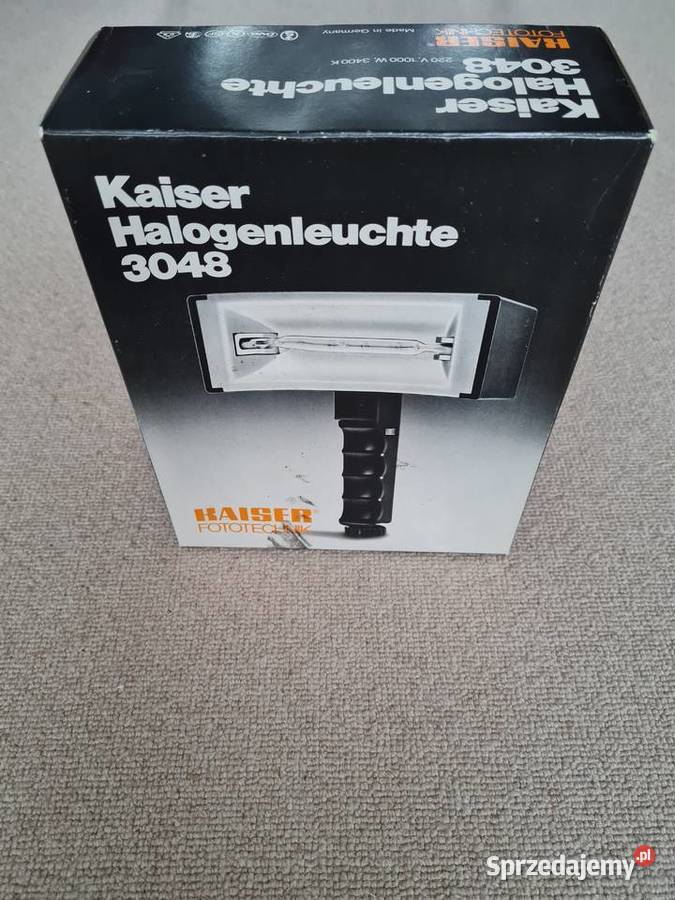 KAISER®
FOTOTECHNIK
Made in Germany
Kaiser
Halogenleuchte
3048
220 V, 1000 W, 3400 K
Kaiser
Halogenleuchte
3048
KAISER®
FOTOTECHNIK
Sprzedajemy.pl